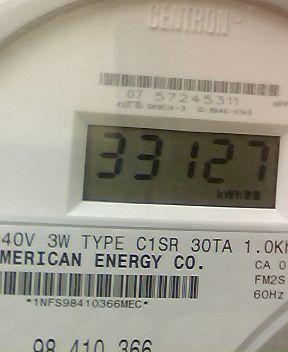 CENTRON®
07 57245311
33127
kWh
40V 3W TYPE C1SR 30TA 1.0Kh
MERICAN ENERGY CO.
CA 0
FM2S
60Hz
*1NFS98410366MEC*
98 410 366